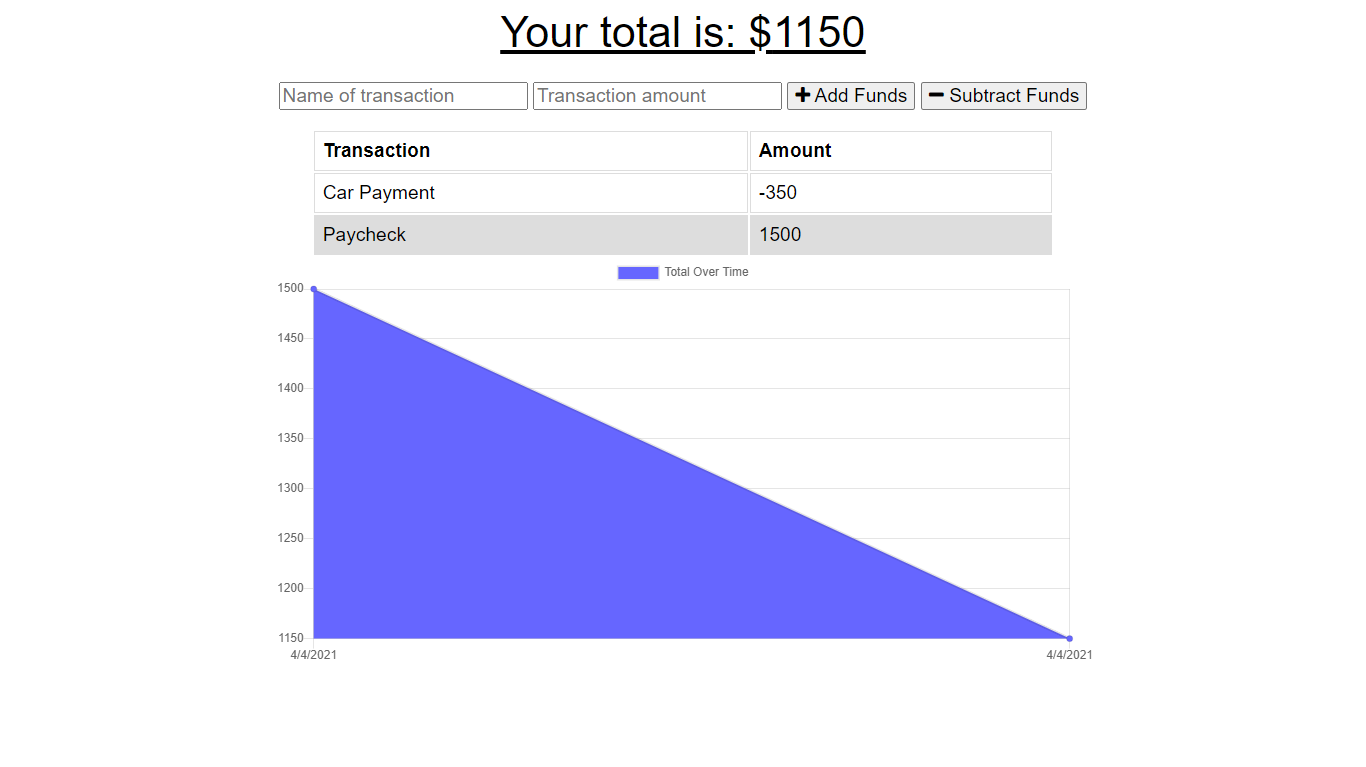 Your total is: $1150
Name of transaction Transaction amount Add Funds Subtract Funds
Transaction Amount
Car Payment -350
Paycheck 1500
Total Over Time
1500
1450
1400
1350
1300
1250
1200
1150
4/4/2021 4/4/2021